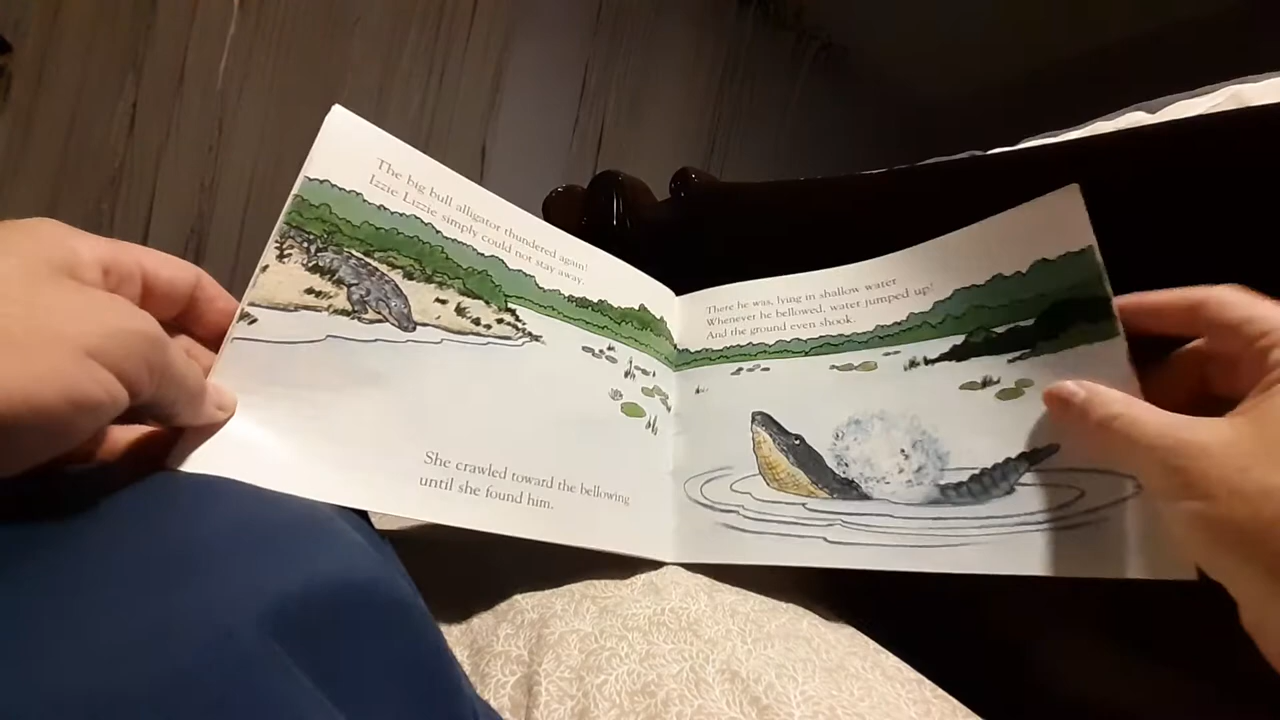 The big bull alligator thundered again!
Izzie Lizzie simply could not stay away.
She crawled toward the bellowing
until she found him.
There he was, lying in shallow water
Whenever he bellowed, water jumped up!
And the ground even shook.